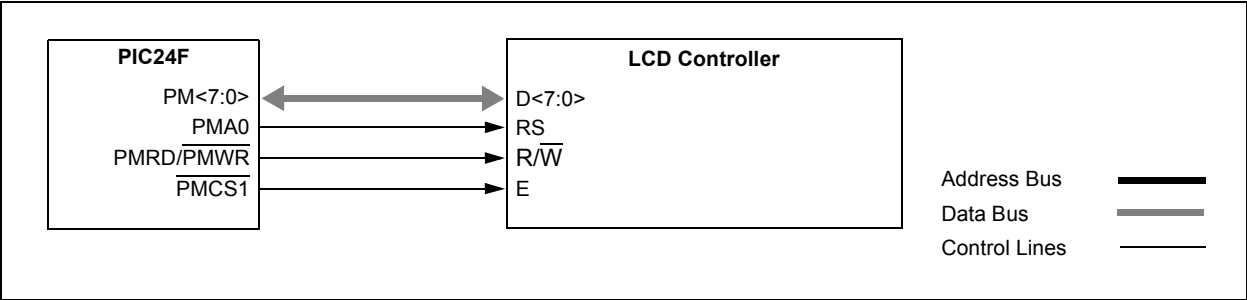 PIC24F
PM<7:0>
PMA0
PMRD/PMWR
PMCS1
LCD Controller
D<7:0>
RS
R/W
E
Address Bus
Data Bus
Control Lines